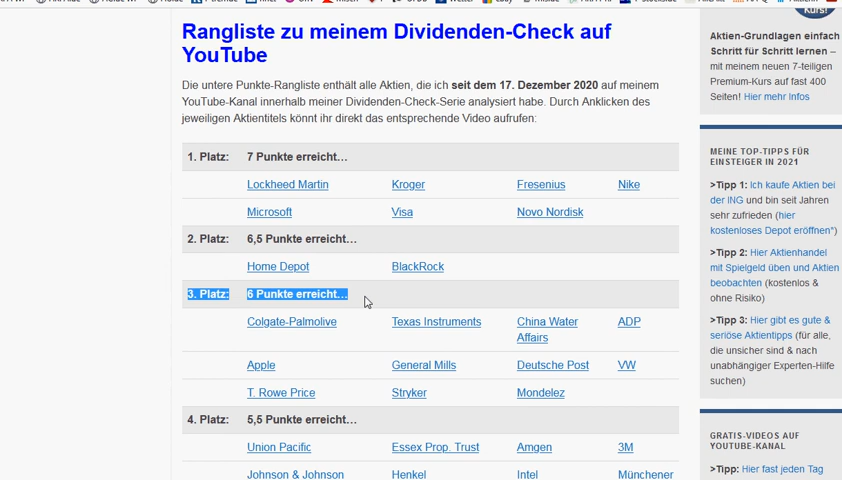 Rangliste zu meinem Dividenden-Check auf
YouTube
Die untere Punkte-Rangliste enthält alle Aktien, die ich seit dem 17. Dezember 2020 auf meinem
YouTube-Kanal innerhalb meiner Dividenden-Check-Serie analysiert habe. Durch Anklicken des
jeweiligen Aktientitels könnt ihr direkt das entsprechende Video aufrufen:
1. Platz: 7 Punkte erreicht…
Lockheed Martin Kroger Fresenius Nike
Microsoft Visa Novo Nordisk
2. Platz: 6,5 Punkte erreicht…
Home Depot BlackRock
3. Platz: 6 Punkte erreicht…
Colgate-Palmolive Texas Instruments China Water ADP
Affairs
Apple General Mills Deutsche Post VW
T. Rowe Price Stryker Mondelez
4. Platz: 5,5 Punkte erreicht…
Union Pacific Essex Prop. Trust Amgen 3M
Johnson & Johnson Henkel Intel Münchener
Kurs!
Aktien-Grundlagen einfach
Schritt für Schritt lernen –
mit meinem neuen 7-teiligen
Premium-Kurs auf fast 400
Seiten! Hier mehr Infos
MEINE TOP-TIPPS FÜR
EINSTEIGER IN 2021
>Tipp 1: Ich kaufe Aktien bei
der ING und bin seit Jahren
sehr zufrieden (hier
kostenloses Depot eröffnen*)
>Tipp 2: Hier Aktienhandel
mit Spielgeld üben und Aktien
beobachten (kostenlos &
ohne Risiko)
>Tipp 3: Hier gibt es gute &
seriöse Aktientipps (für alle,
die unsicher sind & nach
unabhängiger Experten-Hilfe
suchen)
GRATIS-VIDEOS AUF
YOUTUBE-KANAL
>Tipp: Hier fast jeden Tag